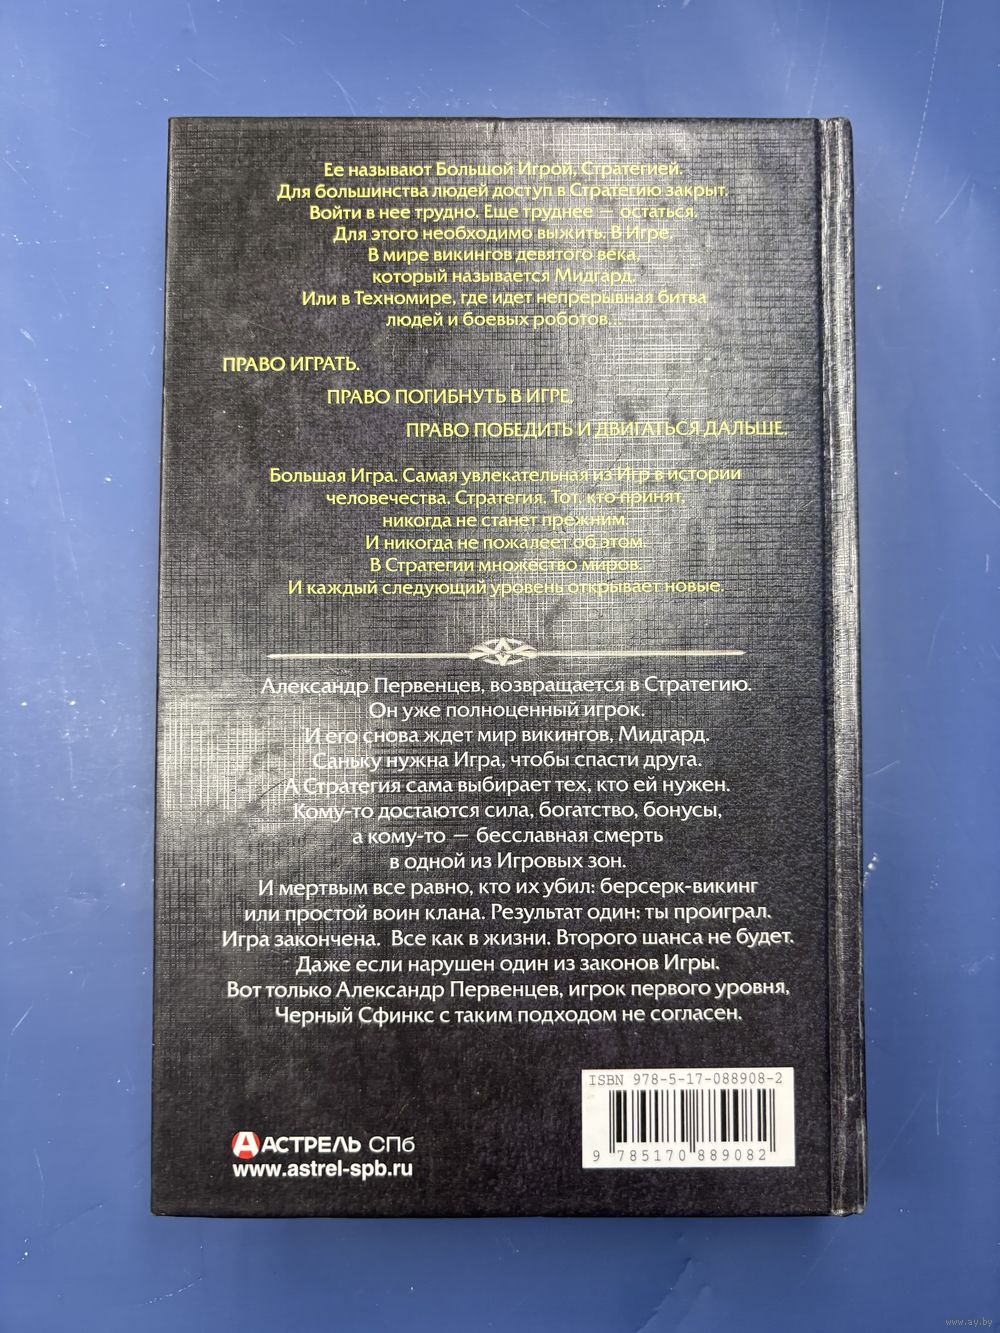 Ее называют Большой Игрой, Стратегией.
Для большинства людей доступ в Стратегию закрыт.
Войти в нее трудно. Еще труднее — остаться.
Для этого необходимо выжить. В Игре.
В мире викингов девятого века,
который называется Мидгард.
Или в Техномире, где идет непрерывная битва
людей и боевых роботов...
ПРАВО ИГРАТЬ.
ПРАВО ПОГИБНУТЬ В ИГРЕ.
ПРАВО ПОБЕДИТЬ И ДВИГАТЬСЯ ДАЛЬШЕ.
Большая Игра. Самая увлекательная из Игр в истории
человечества. Стратегия. Тот, кто принят,
никогда не станет прежним.
И никогда не пожалеет об этом.
В Стратегии множество миров.
И каждый следующий уровень открывает новые.
Александр Первенцев, возвращается в Стратегию.
Он уже полноценный игрок.
И его снова ждет мир викингов, Мидгард.
Саньку нужна Игра, чтобы спасти друга.
А Стратегия сама выбирает тех, кто ей нужен.
Кому-то достаются сила, богатство, бонусы,
а кому-то — бесславная смерть
в одной из Игровых зон.
И мертвым все равно, кто их убил: берсерк-викинг
или простой воин клана. Результат один: ты проиграл.
Игра закончена. Все как в жизни. Второго шанса не будет.
Даже если нарушен один из законов Игры.
Вот только Александр Первенцев, игрок первого уровня,
Черный Сфинкс с таким подходом не согласен.
ISBN 978-5-17-088908-2
9 785170 889082
АСТРЕЛЬ СПб
www.astrel-spb.ru
www.ay.by